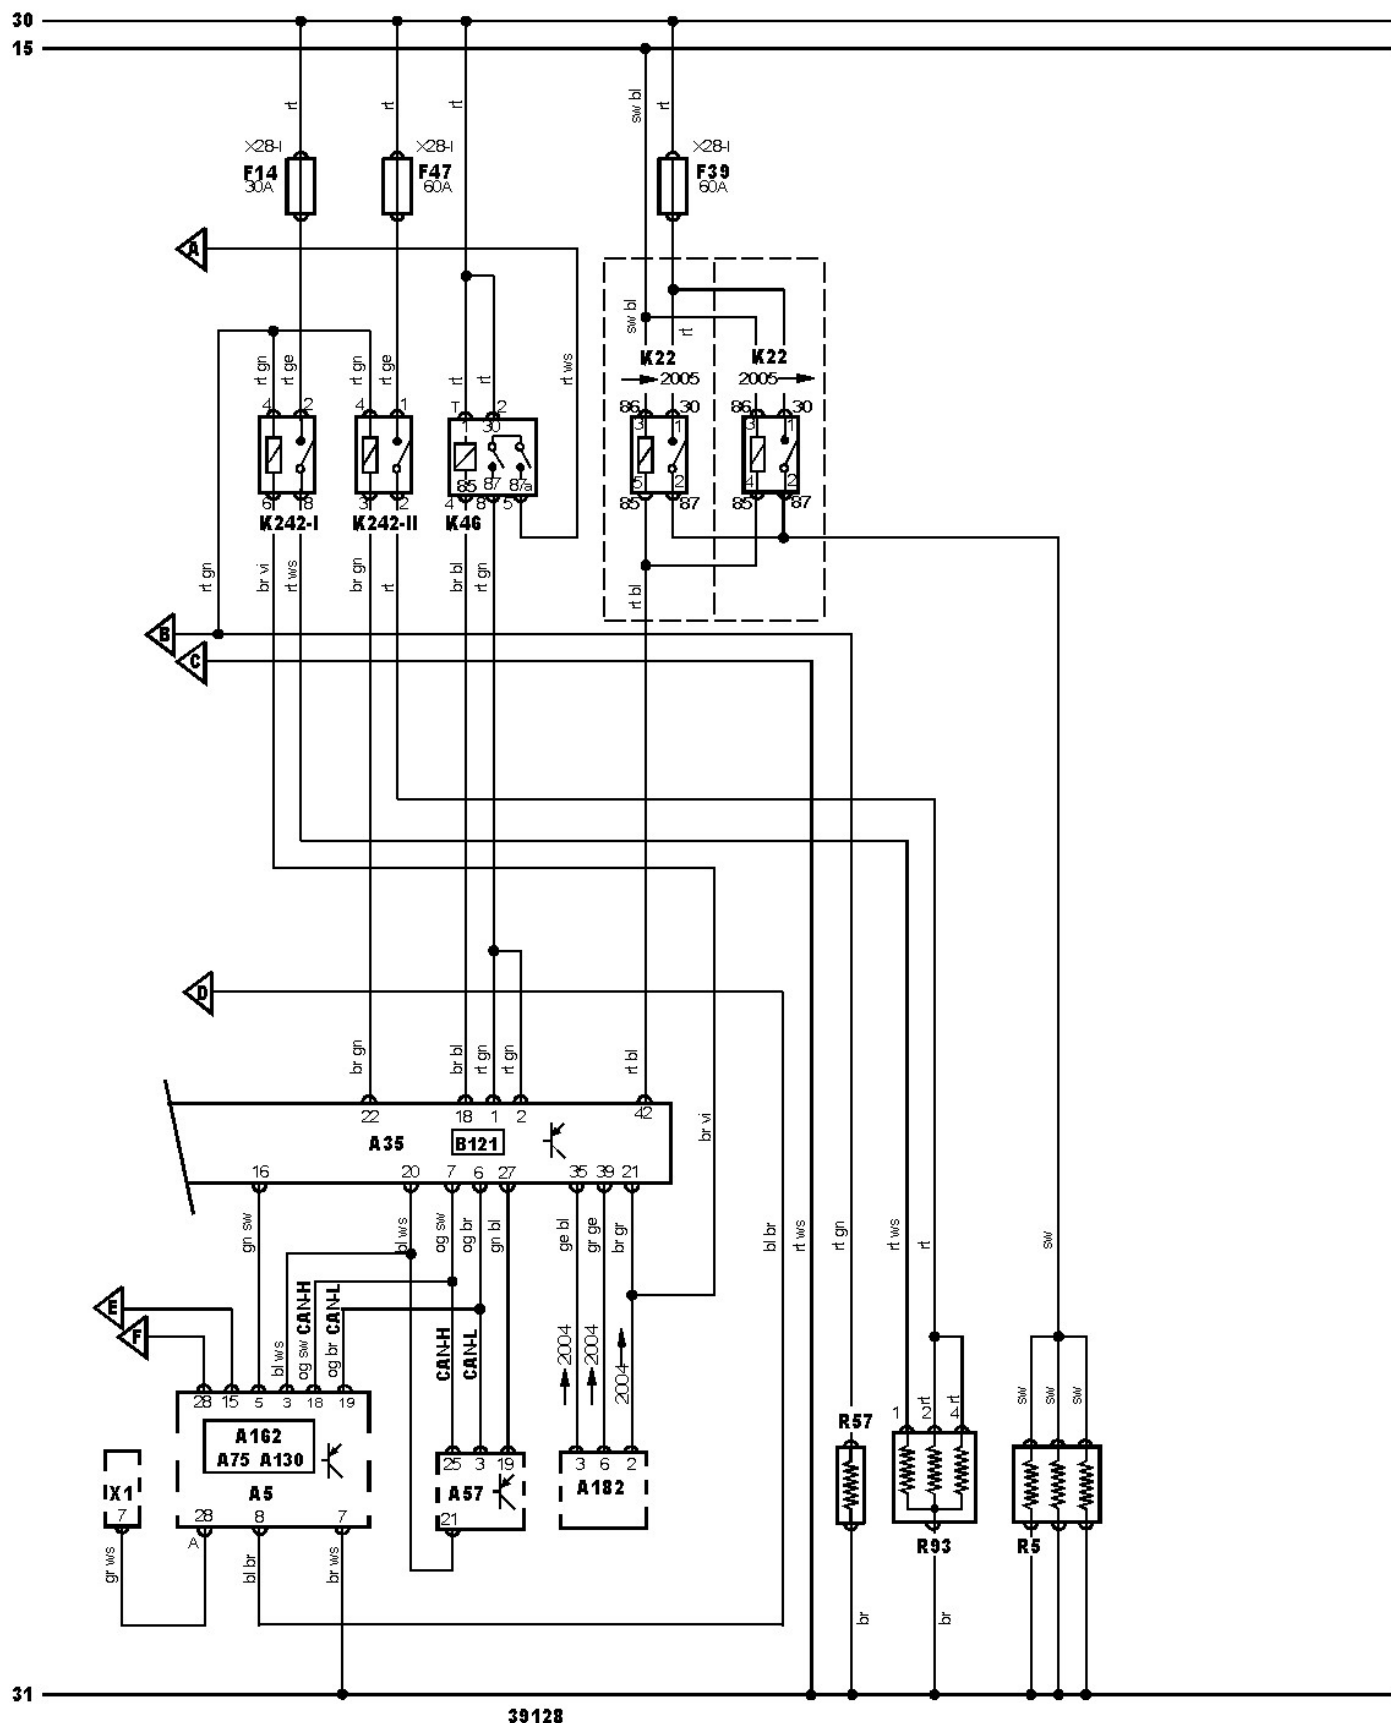 30
15
rt rt rt sw bl rt
X28-I X28-I X28-I
F14 F47 F39
30A 60A 60A
A
sw bl rt
rt gn rt ge rt gn rt ge rt rt rt ws
K22 K22
2005 2005
4 2 4 1 T 2 86 30 86 30
1 30 3 1 3 1
85 87 87a 5 2 4 2
6 8 3 2 4 8 5 85 87 85 87
K242-I K242-II K46
rt gn br vi rt ws br gn rt br bl rt gn rt bl
B
C
D
br gn br bl rt gn rt gn rt bl br vi
22 18 1 2 42
A35 B121
16 20 7 6 27 35 39 21
gn sw bl ws og sw og br gn bl ge bl gr ge br gr bl br rt ws rt gn rt ws rt sw
E
F
bl ws og sw CAN-H og br CAN-L CAN-H CAN-L 2004 2004 2004
28 15 5 3 18 19
rt rt sw sw sw
1 2 4
R57
A162
A75 A130
A5
X1
7
28 8 7
A
25 3 19
A57
21
3 6 2
A182
R93 R5
gr ws bl br br ws br br
31
39128